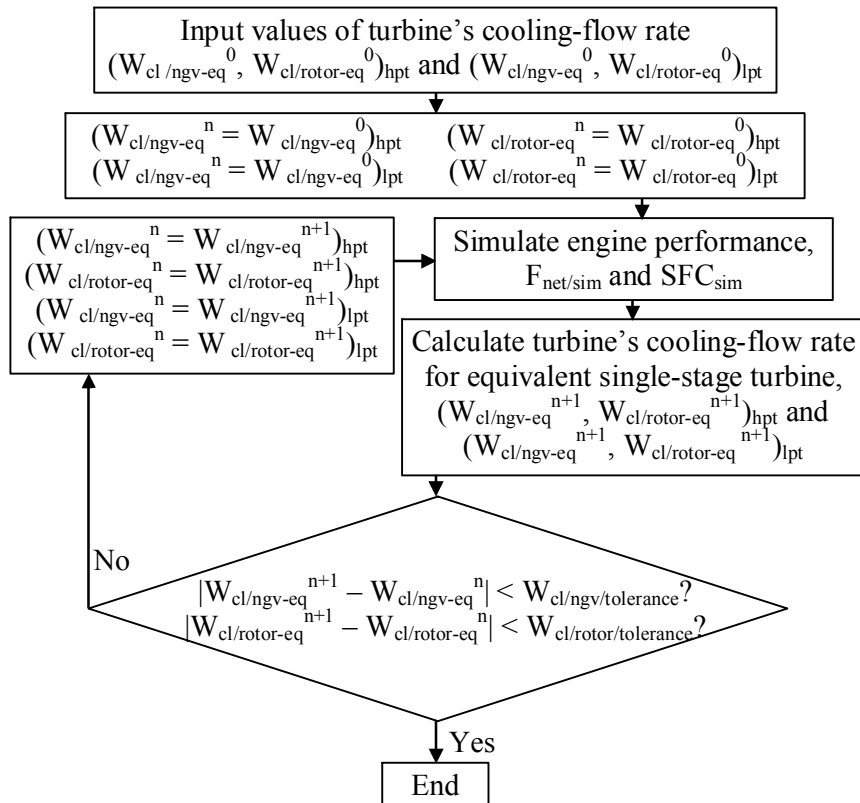 Input values of turbine's cooling-flow rate
(W_cl /ngv-eq^0, W_cl/rotor-eq^0)_hpt and (W_cl/ngv-eq^0, W_cl/rotor-eq^0)_lpt
(W_cl/ngv-eq^n = W_cl/ngv-eq^0)_hpt (W_cl/rotor-eq^n = W_cl/rotor-eq^0)_hpt
(W_cl/ngv-eq^n = W_cl/ngv-eq^0)_lpt (W_cl/rotor-eq^n = W_cl/rotor-eq^0)_lpt
(W_cl/ngv-eq^n = W_cl/ngv-eq^n+1)_hpt
(W_cl/rotor-eq^n = W_cl/rotor-eq^n+1)_hpt
(W_cl/ngv-eq^n = W_cl/ngv-eq^n+1)_lpt
(W_cl/rotor-eq^n = W_cl/rotor-eq^n+1)_lpt
Simulate engine performance,
F_net/sim and SFC_sim
Calculate turbine's cooling-flow rate
for equivalent single-stage turbine,
(W_cl/ngv-eq^n+1, W_cl/rotor-eq^n+1)_hpt and
(W_cl/ngv-eq^n+1, W_cl/rotor-eq^n+1)_lpt
No
|W_cl/ngv-eq^n+1 – W_cl/ngv-eq^n| < W_cl/ngv/tolerance?
|W_cl/rotor-eq^n+1 – W_cl/rotor-eq^n| < W_cl/rotor/tolerance?
Yes
End